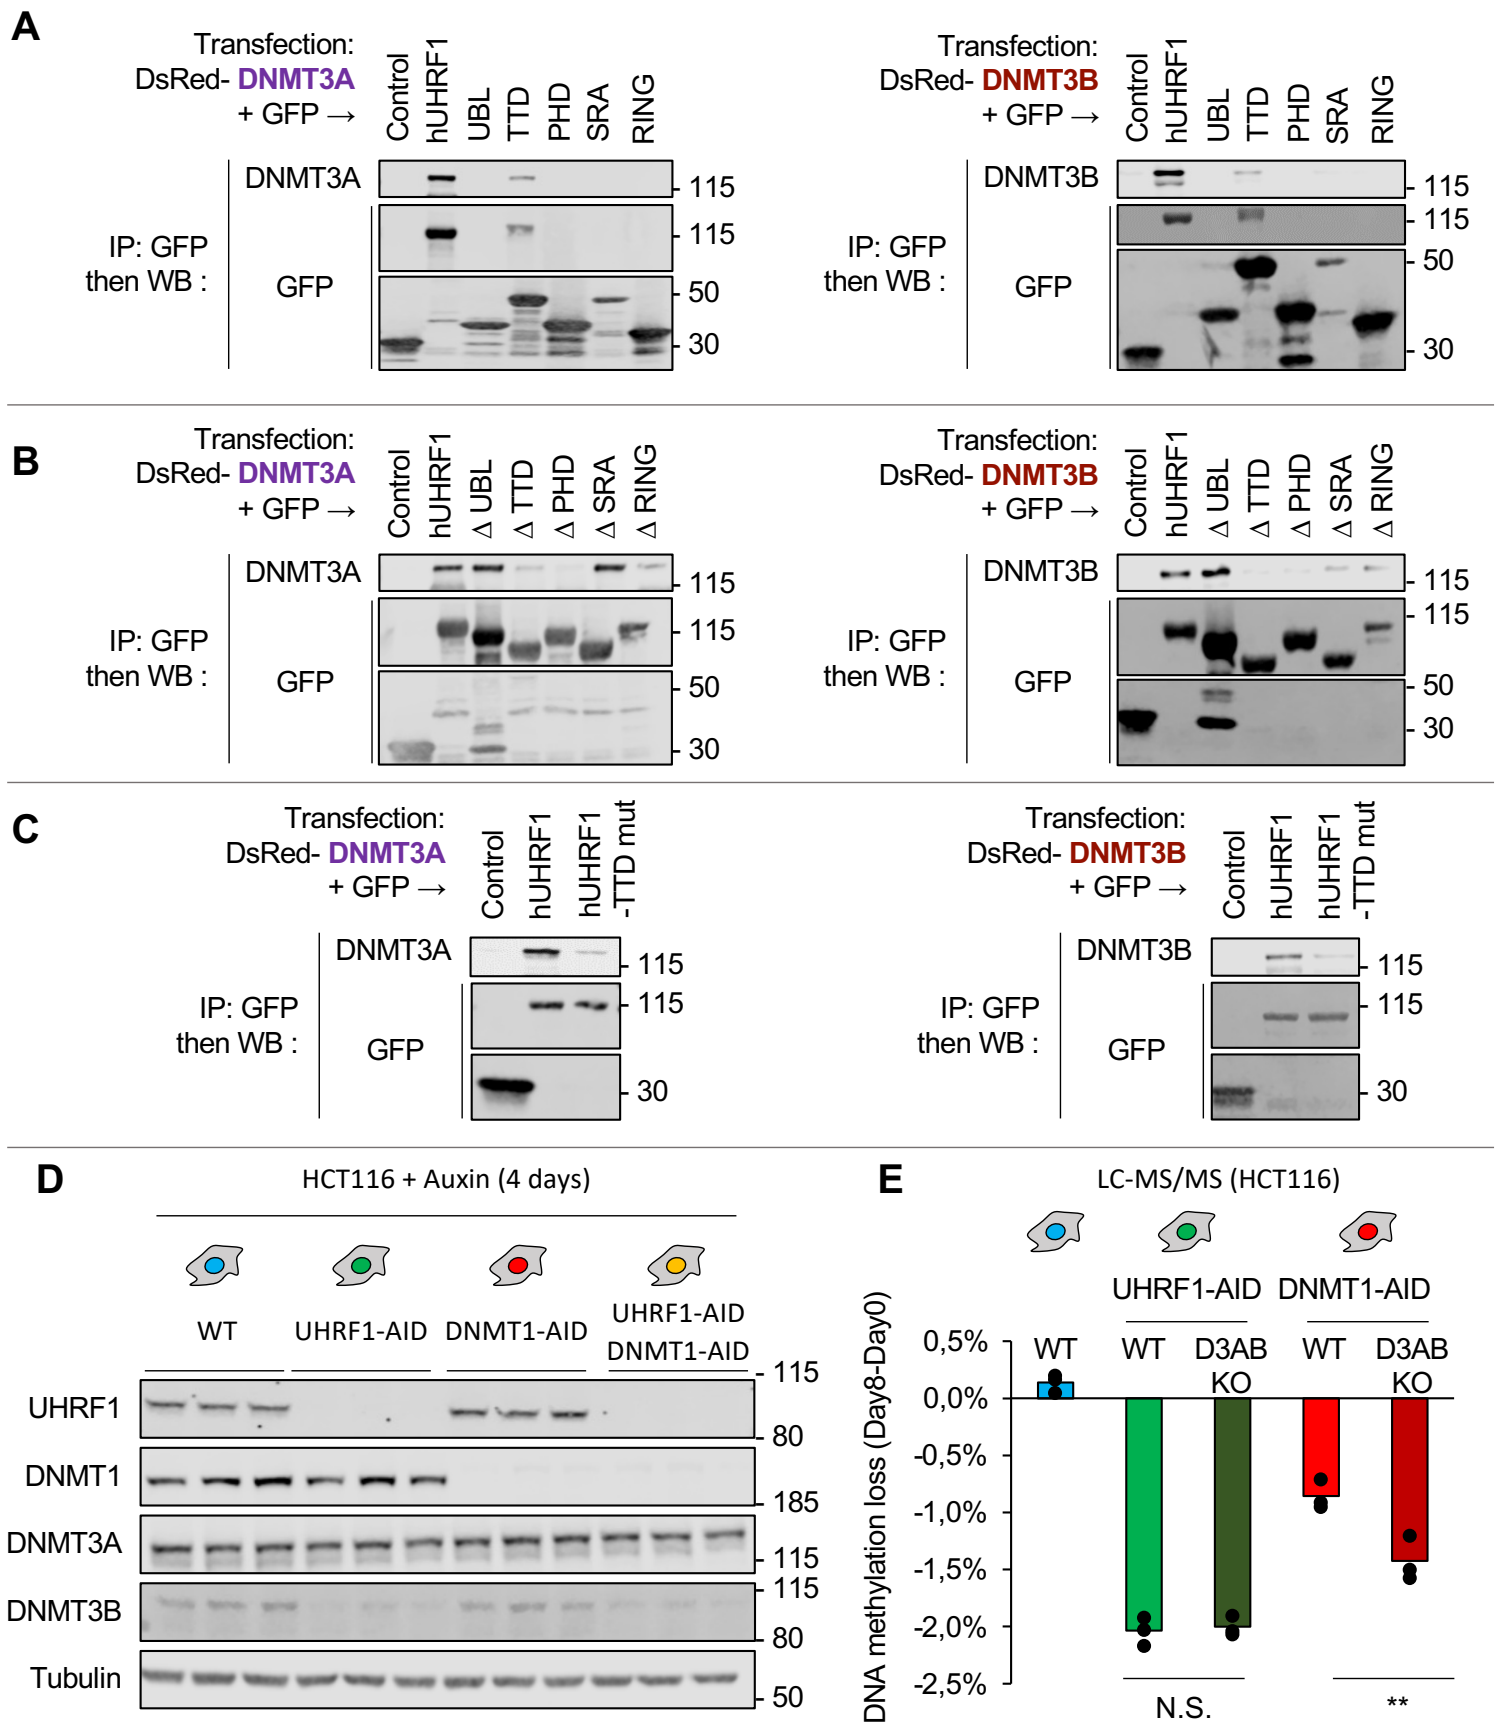 A
Transfection:
DsRed- DNMT3A
+ GFP →
Control
hUHRF1
UBL
TTD
PHD
SRA
RING
DNMT3A
115
IP: GFP
then WB :
GFP
115
50
30
Transfection:
DsRed- DNMT3B
+ GFP →
Control
hUHRF1
UBL
TTD
PHD
SRA
RING
DNMT3B
115
IP: GFP
then WB :
GFP
115
50
30
B
Transfection:
DsRed- DNMT3A
+ GFP →
Control
hUHRF1
Δ UBL
Δ TTD
Δ PHD
Δ SRA
Δ RING
DNMT3A
115
IP: GFP
then WB :
GFP
115
50
30
Transfection:
DsRed- DNMT3B
+ GFP →
Control
hUHRF1
Δ UBL
Δ TTD
Δ PHD
Δ SRA
Δ RING
DNMT3B
115
IP: GFP
then WB :
GFP
115
50
30
C
Transfection:
DsRed- DNMT3A
+ GFP →
Control
hUHRF1
hUHRF1
-TTD mut
DNMT3A
115
IP: GFP
then WB :
GFP
115
30
Transfection:
DsRed- DNMT3B
+ GFP →
Control
hUHRF1
hUHRF1
-TTD mut
DNMT3B
115
IP: GFP
then WB :
GFP
115
30
D
HCT116 + Auxin (4 days)
WT
UHRF1-AID
DNMT1-AID
UHRF1-AID
DNMT1-AID
UHRF1
115
80
DNMT1
185
DNMT3A
115
DNMT3B
115
80
Tubulin
50
E
LC-MS/MS (HCT116)
UHRF1-AID
DNMT1-AID
WT
WT
D3AB
KO
WT
D3AB
KO
DNA methylation loss (Day8-Day0)
0,5%
0,0%
-0,5%
-1,0%
-1,5%
-2,0%
-2,5%
N.S.
**